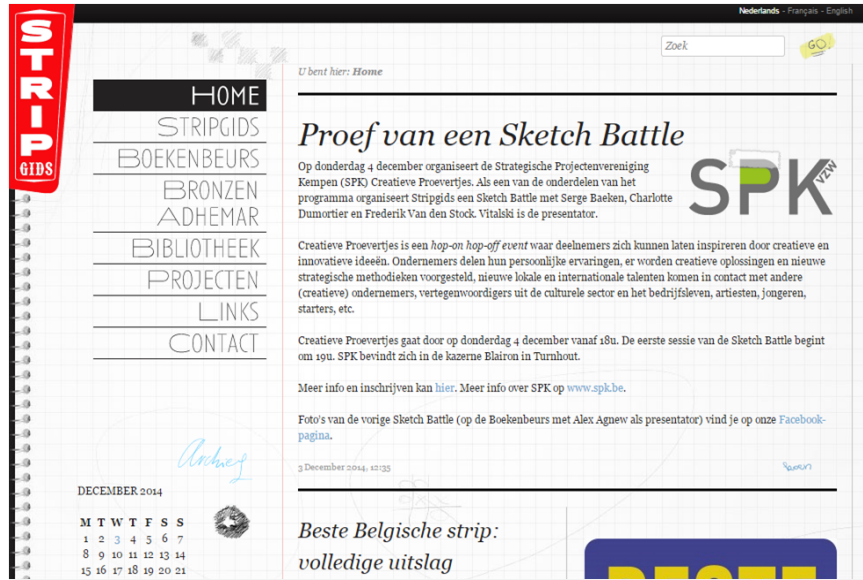 Nederlands - Français - English
STRIP
GIDS
Zoek
GO!
U bent hier: Home
HOME
STRIPGIDS
BOEKENBEURS
BRONZEN
ADHEMAR
BIBLIOTHEEK
PROJECTEN
LINKS
CONTACT
Proef van een Sketch Battle
Op donderdag 4 december organiseert de Strategische Projectenvereniging
Kempen (SPK) Creatieve Proevertjes. Als een van de onderdelen van het
programma organiseert Stripgids een Sketch Battle met Serge Baeken, Charlotte
Dumortier en Frederik Van den Stock. Vitalski is de presentator.
SPK VZW
Creatieve Proevertjes is een hop-on hop-off event waar deelnemers zich kunnen laten inspireren door creatieve en
innovatieve ideeën. Ondernemers delen hun persoonlijke ervaringen, er worden creatieve oplossingen en nieuwe
strategische methodieken voorgesteld, nieuwe lokale en internationale talenten komen in contact met andere
(creatieve) ondernemers, vertegenwoordigers uit de culturele sector en het bedrijfsleven, artiesten, jongeren,
starters, etc.
Creatieve Proevertjes gaat door op donderdag 4 december vanaf 18u. De eerste sessie van de Sketch Battle begint
om 19u. SPK bevindt zich in de kazerne Blairon in Turnhout.
Meer info en inschrijven kan hier. Meer info over SPK op www.spk.be.
Foto's van de vorige Sketch Battle (op de Boekenbeurs met Alex Agnew als presentator) vind je op onze Facebook-
pagina.
3 December 2014, 12:35
Archief
DECEMBER 2014
M T W T F S S
1 2 3 4 5 6 7
8 9 10 11 12 13 14
15 16 17 18 19 20 21
Beste Belgische strip:
volledige uitslag
BESTE